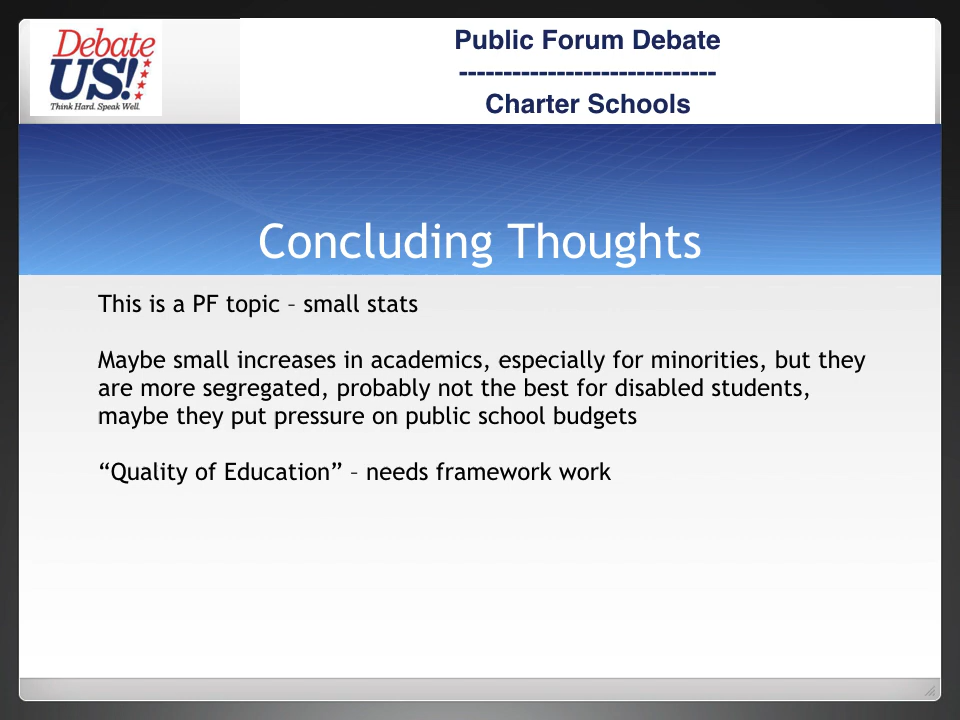 Debate
US!
Think Hard. Speak Well.
Public Forum Debate
-----------------------------
Charter Schools
Concluding Thoughts
This is a PF topic – small stats
Maybe small increases in academics, especially for minorities, but they
are more segregated, probably not the best for disabled students,
maybe they put pressure on public school budgets
“Quality of Education” – needs framework work